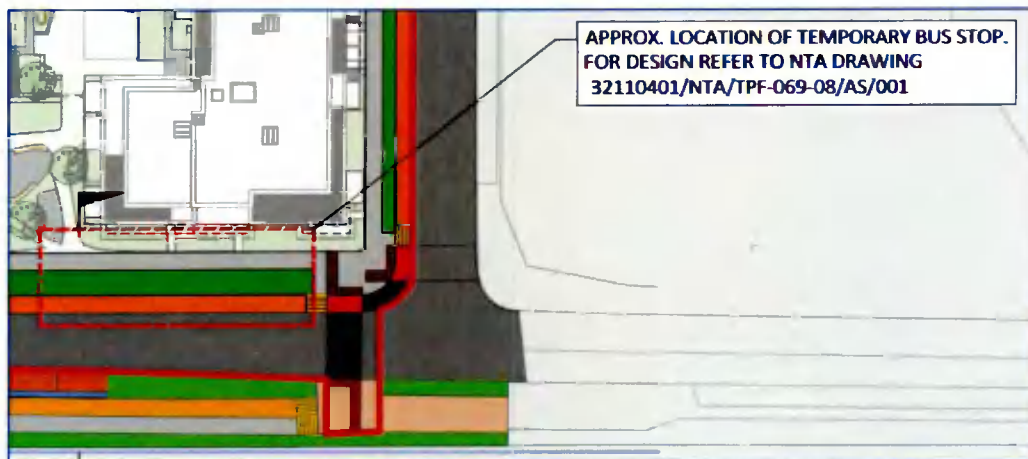 APPROX. LOCATION OF TEMPORARY BUS STOP.
FOR DESIGN REFER TO NTA DRAWING
32110401/NTA/TPF-069-08/AS/001